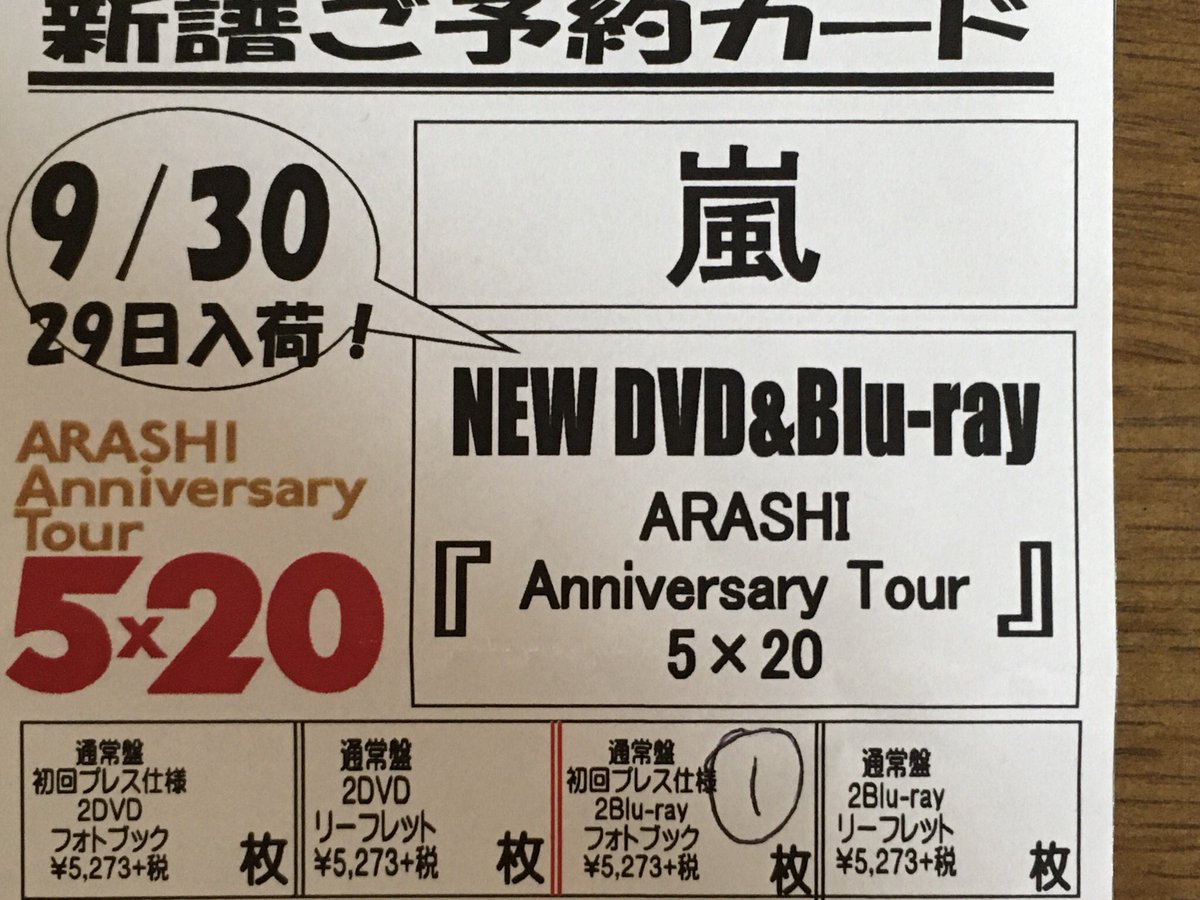 新譜ご予約カード
9/30
29日入荷！
嵐
ARASHI
Anniversary
Tour
5×20
NEW DVD&Blu-ray
『
ARASHI
Anniversary Tour
5×20
』
通常盤
初回プレス仕様
2DVD
フォトブック
¥5,273+税
枚
通常盤
2DVD
リーフレット
¥5,273+税
枚
通常盤
初回プレス仕様
2Blu-ray
フォトブック
¥5,273+税
1
枚
通常盤
2Blu-ray
リーフレット
¥5,273+税
枚